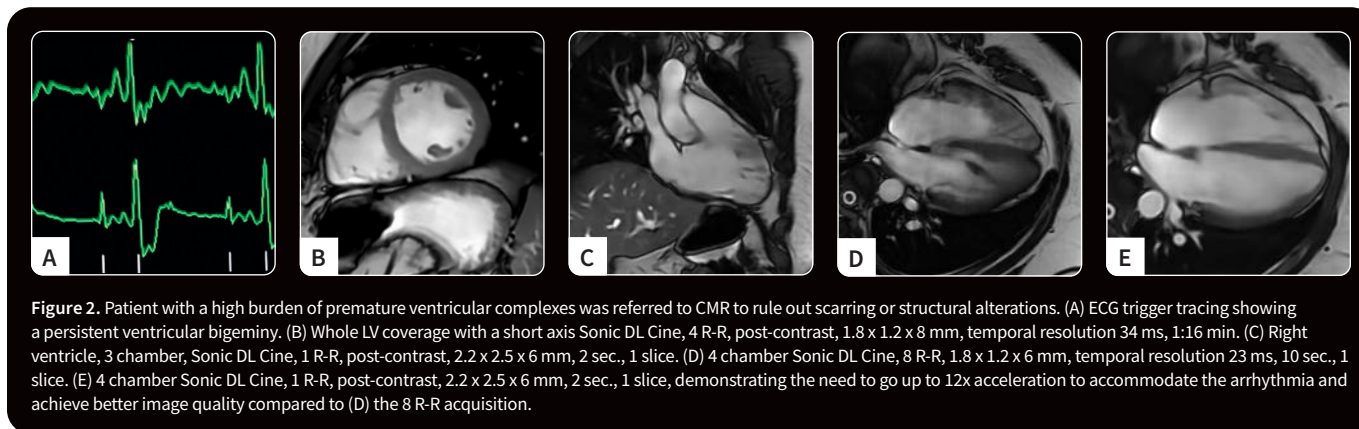 A
B
C
D
E
Figure 2. Patient with a high burden of premature ventricular complexes was referred to CMR to rule out scarring or structural alterations. (A) ECG trigger tracing showing
a persistent ventricular bigeminy. (B) Whole LV coverage with a short axis Sonic DL Cine, 4 R-R, post-contrast, 1.8 x 1.2 x 8 mm, temporal resolution 34 ms, 1:16 min. (C) Right
ventricle, 3 chamber, Sonic DL Cine, 1 R-R, post-contrast, 2.2 x 2.5 x 6 mm, 2 sec., 1 slice. (D) 4 chamber Sonic DL Cine, 8 R-R, 1.8 x 1.2 x 6 mm, temporal resolution 23 ms, 10 sec., 1
slice. (E) 4 chamber Sonic DL Cine, 1 R-R, post-contrast, 2.2 x 2.5 x 6 mm, 2 sec., 1 slice, demonstrating the need to go up to 12x acceleration to accommodate the arrhythmia and
achieve better image quality compared to (D) the 8 R-R acquisition.